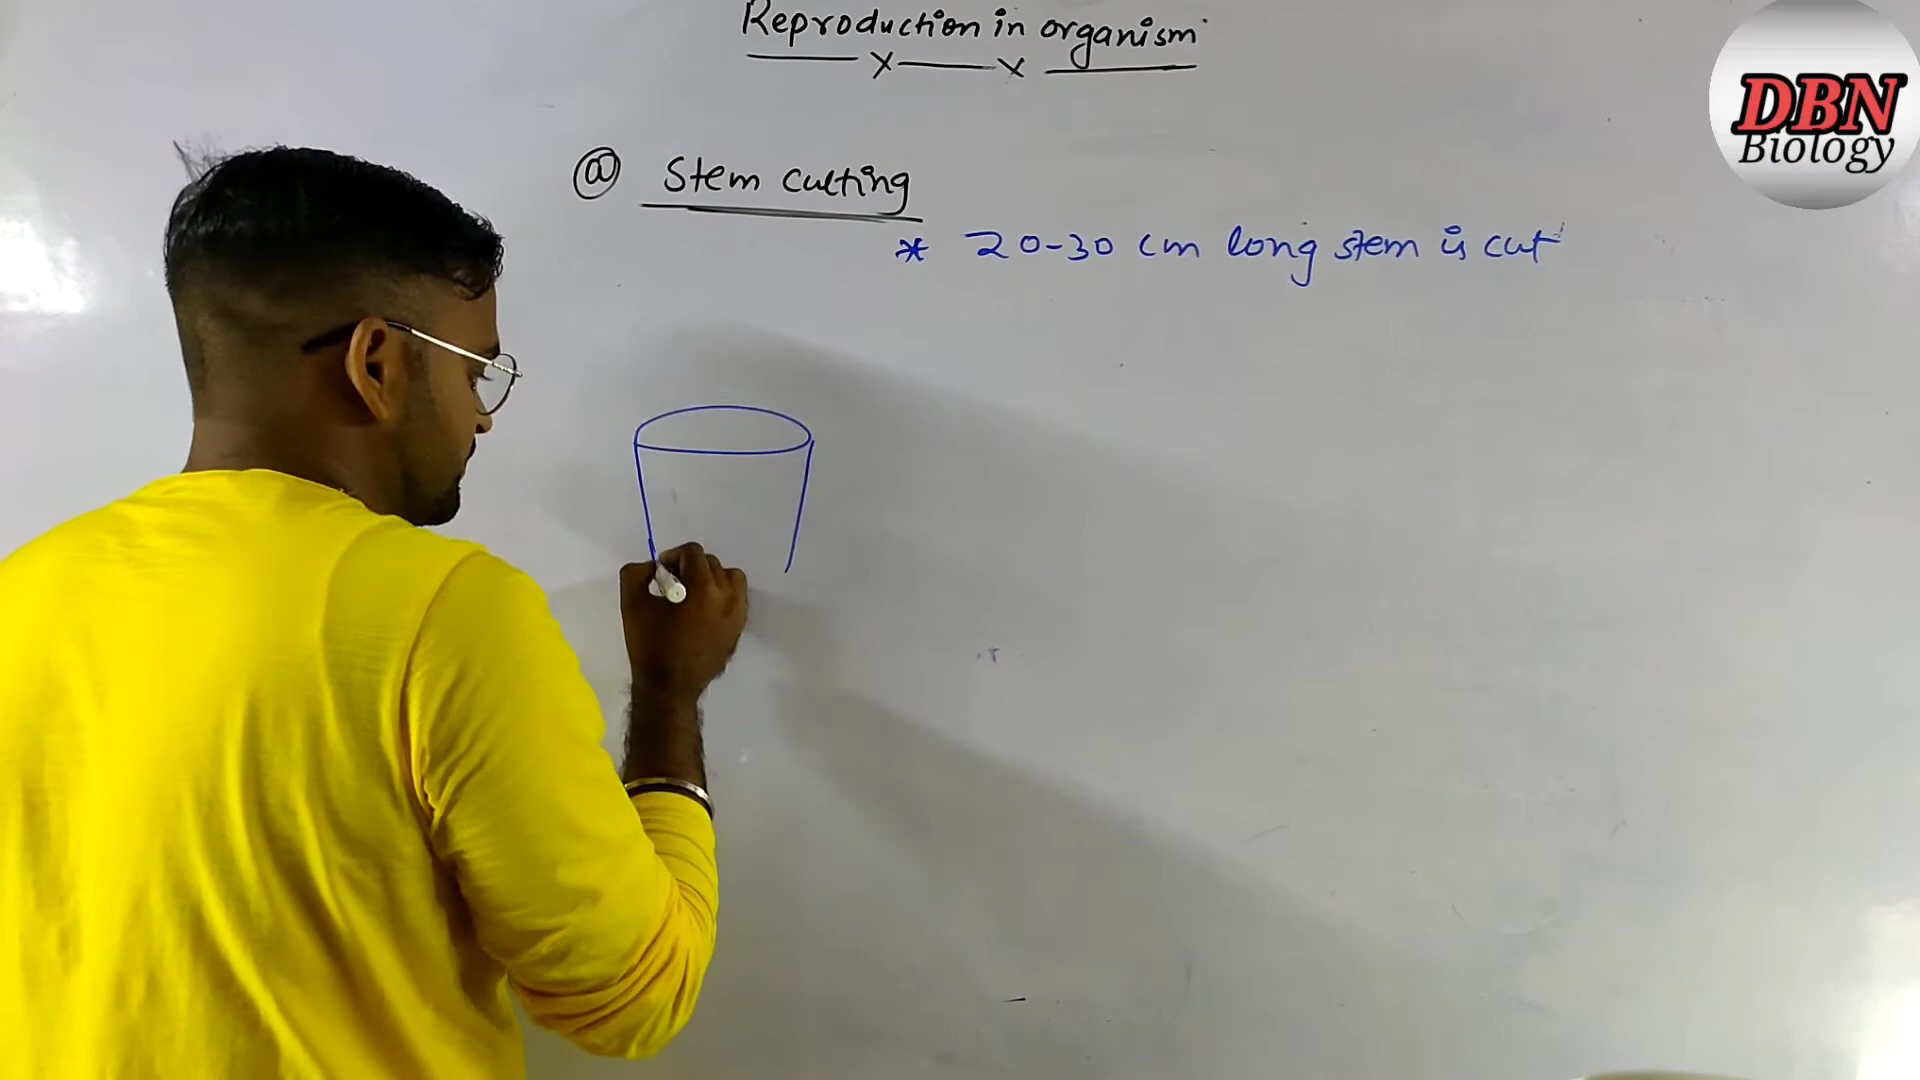 Reproduction in organism
DBN
Biology
@ Stem cutting
* 20-30 cm long stem is cut